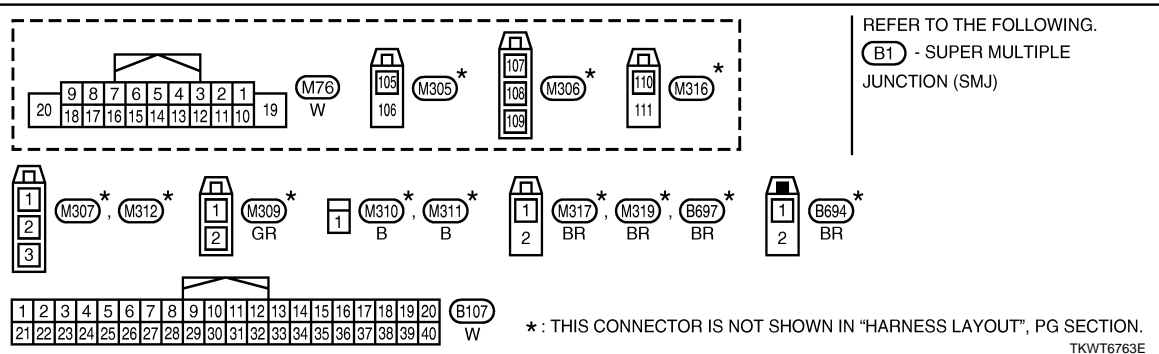 REFER TO THE FOLLOWING.
B1 - SUPER MULTIPLE
JUNCTION (SMJ)
9 8 7 6 5 4 3 2 1
20 18 17 16 15 14 13 12 11 10 19
M76
W
105
106
M305*
107
108
109
M306*
110
111
M316*
1
2
3
M307*, M312*
1
2
M309*
GR
1
M310*, M311*
B B
1
2
M317*, M319*, B697*
BR BR BR
1
2
B694*
BR
1 2 3 4 5 6 7 8 9 10 11 12 13 14 15 16 17 18 19 20
21 22 23 24 25 26 27 28 29 30 31 32 33 34 35 36 37 38 39 40
B107
W
* : THIS CONNECTOR IS NOT SHOWN IN “HARNESS LAYOUT”, PG SECTION.
TKWT6763E